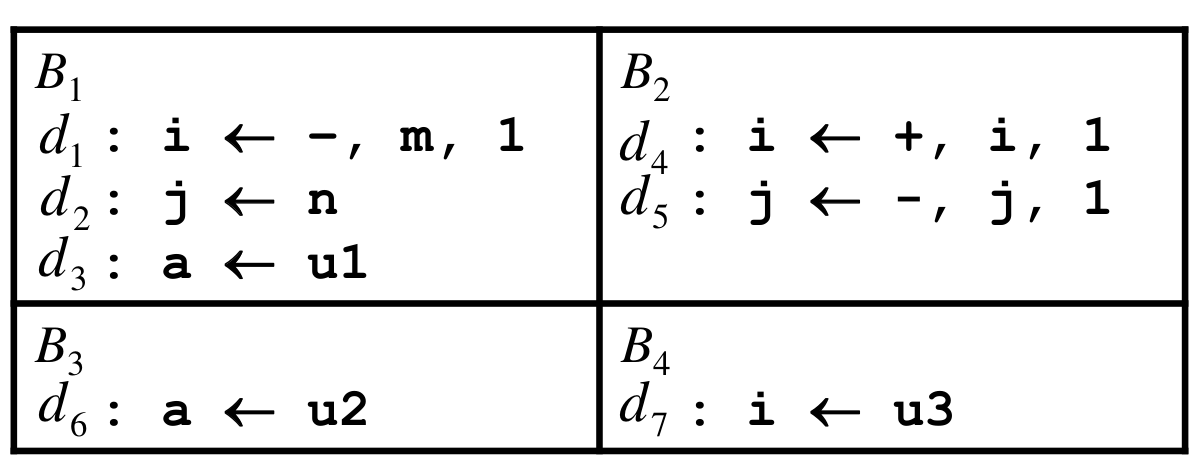 B₁
d₁ : i ← -, m, 1
d₂ : j ← n
d₃ : a ← u1
B₂
d₄ : i ← +, i, 1
d₅ : j ← -, j, 1
B₃
d₆ : a ← u2
B₄
d₇ : i ← u3